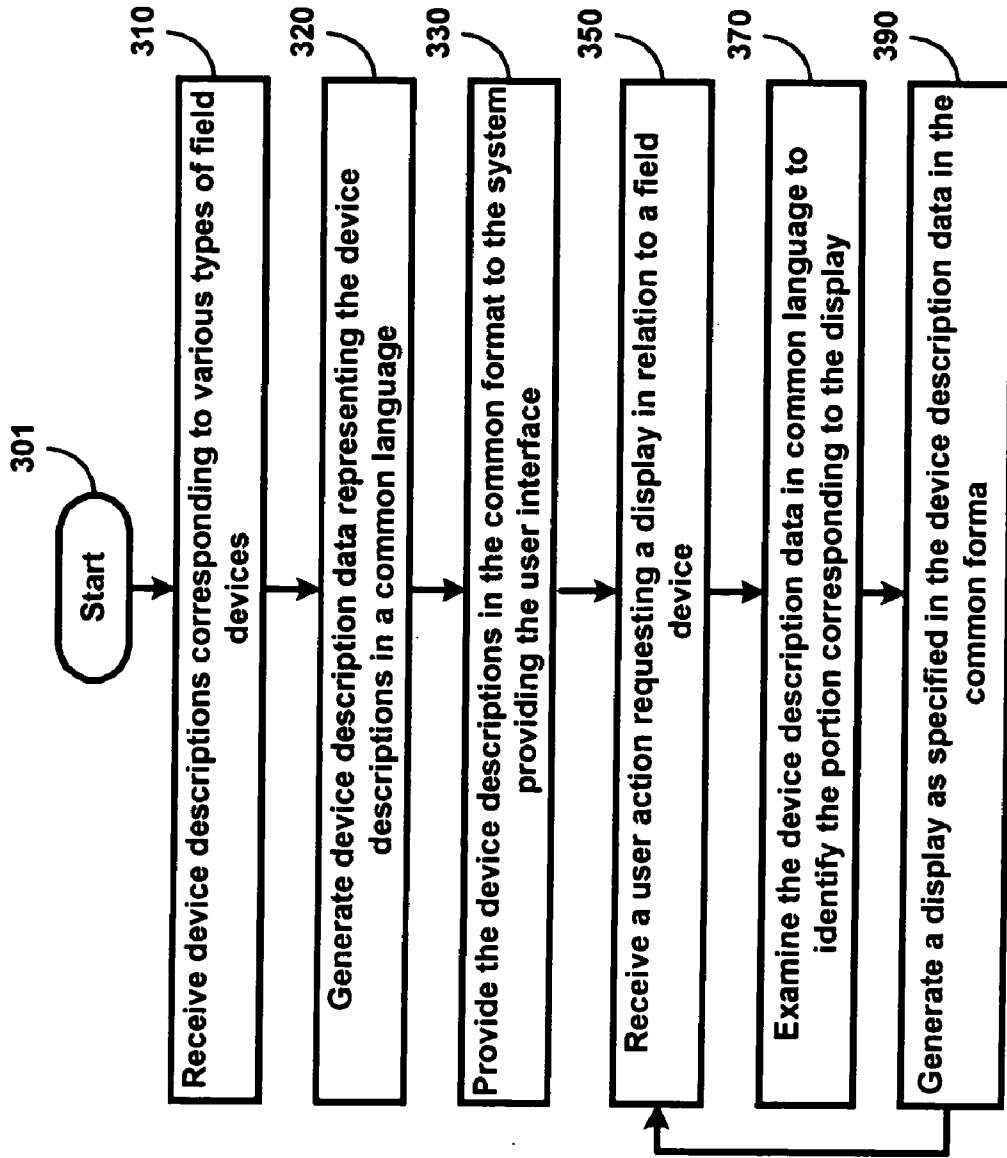 301
Start
310
Receive device descriptions corresponding to various types of field
devices
320
Generate device description data representing the device
descriptions in a common language
330
Provide the device descriptions in the common format to the system
providing the user interface
350
Receive a user action requesting a display in relation to a field
device
370
Examine the device description data in common language to
identify the portion corresponding to the display
390
Generate a display as specified in the device description data in the
common forma